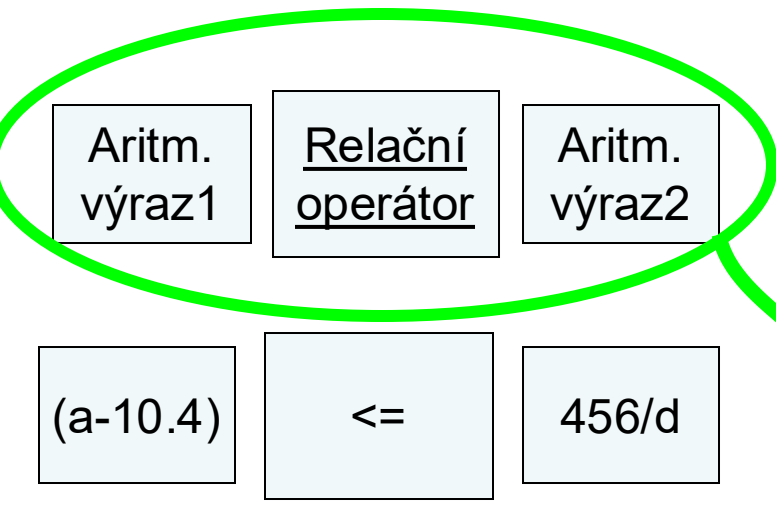 Aritm.
výraz1
Relační
operátor
Aritm.
výraz2
(a-10.4)
<=
456/d